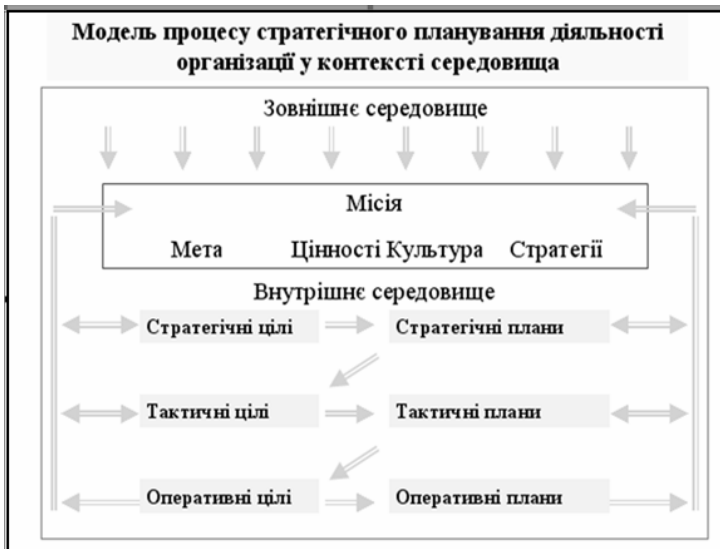 Модель процесу стратегічного планування діяльності
організації у контексті середовища
Зовнішнє середовище
Місія
Мета Цінності Культура Стратегії
Внутрішнє середовище
Стратегічні цілі Стратегічні плани
Тактичні цілі Тактичні плани
Оперативні цілі Оперативні плани